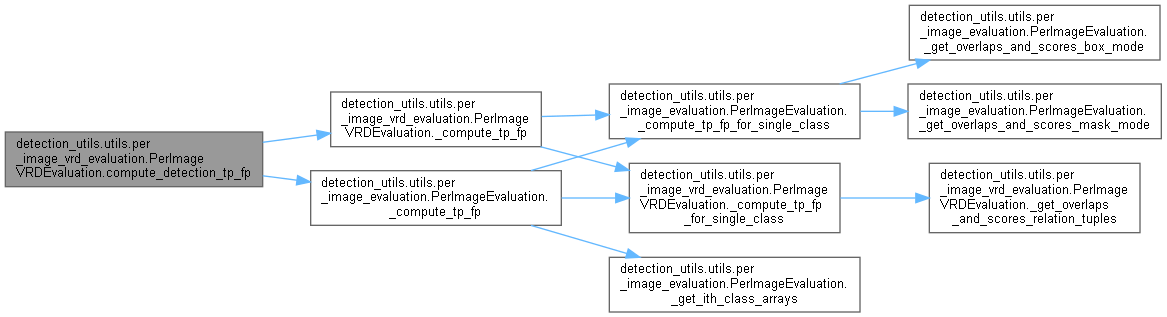 detection_utils.utils.per
_image_vrd_evaluation.PerImage
VRDEvaluation.compute_detection_tp_fp
detection_utils.utils.per
_image_vrd_evaluation.PerImage
VRDEvaluation._compute_tp_fp
detection_utils.utils.per
_image_evaluation.PerImageEvaluation.
_compute_tp_fp
detection_utils.utils.per
_image_evaluation.PerImageEvaluation.
_compute_tp_fp_for_single_class
detection_utils.utils.per
_image_vrd_evaluation.PerImage
VRDEvaluation._compute_tp_fp
_for_single_class
detection_utils.utils.per
_image_evaluation.PerImageEvaluation.
_get_ith_class_arrays
detection_utils.utils.per
_image_evaluation.PerImageEvaluation.
_get_overlaps_and_scores_box_mode
detection_utils.utils.per
_image_evaluation.PerImageEvaluation.
_get_overlaps_and_scores_mask_mode
detection_utils.utils.per
_image_vrd_evaluation.PerImage
VRDEvaluation._get_overlaps
_and_scores_relation_tuples